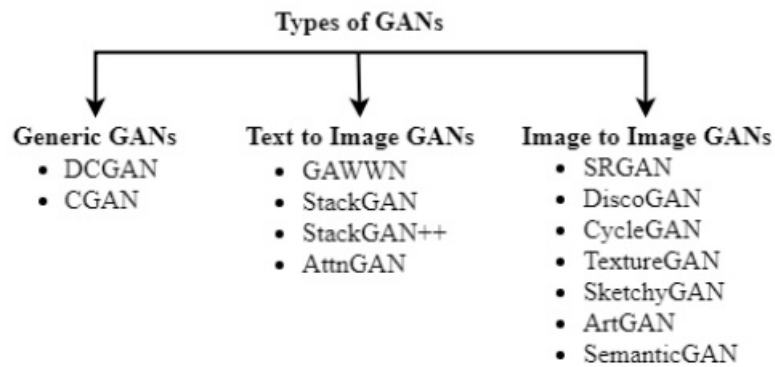 Types of GANs
Generic GANs
• DCGAN
• CGAN
Text to Image GANs
• GAWWN
• StackGAN
• StackGAN++
• AttnGAN
Image to Image GANs
• SRGAN
• DiscoGAN
• CycleGAN
• TextureGAN
• SketchyGAN
• ArtGAN
• SemanticGAN